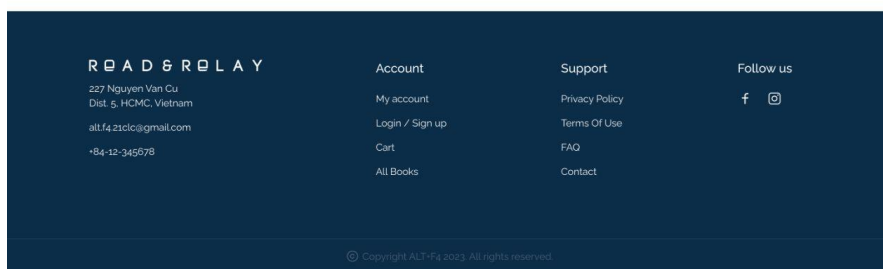 ROAD & ROLAY
227 Nguyen Van Cu
Dist. 5, HCMC, Vietnam
alt.f4.21clc@gmail.com
+84-12-345678
Account
My account
Login / Sign up
Cart
All Books
Support
Privacy Policy
Terms Of Use
FAQ
Contact
Follow us
Copyright ALT+F4 2023. All rights reserved.